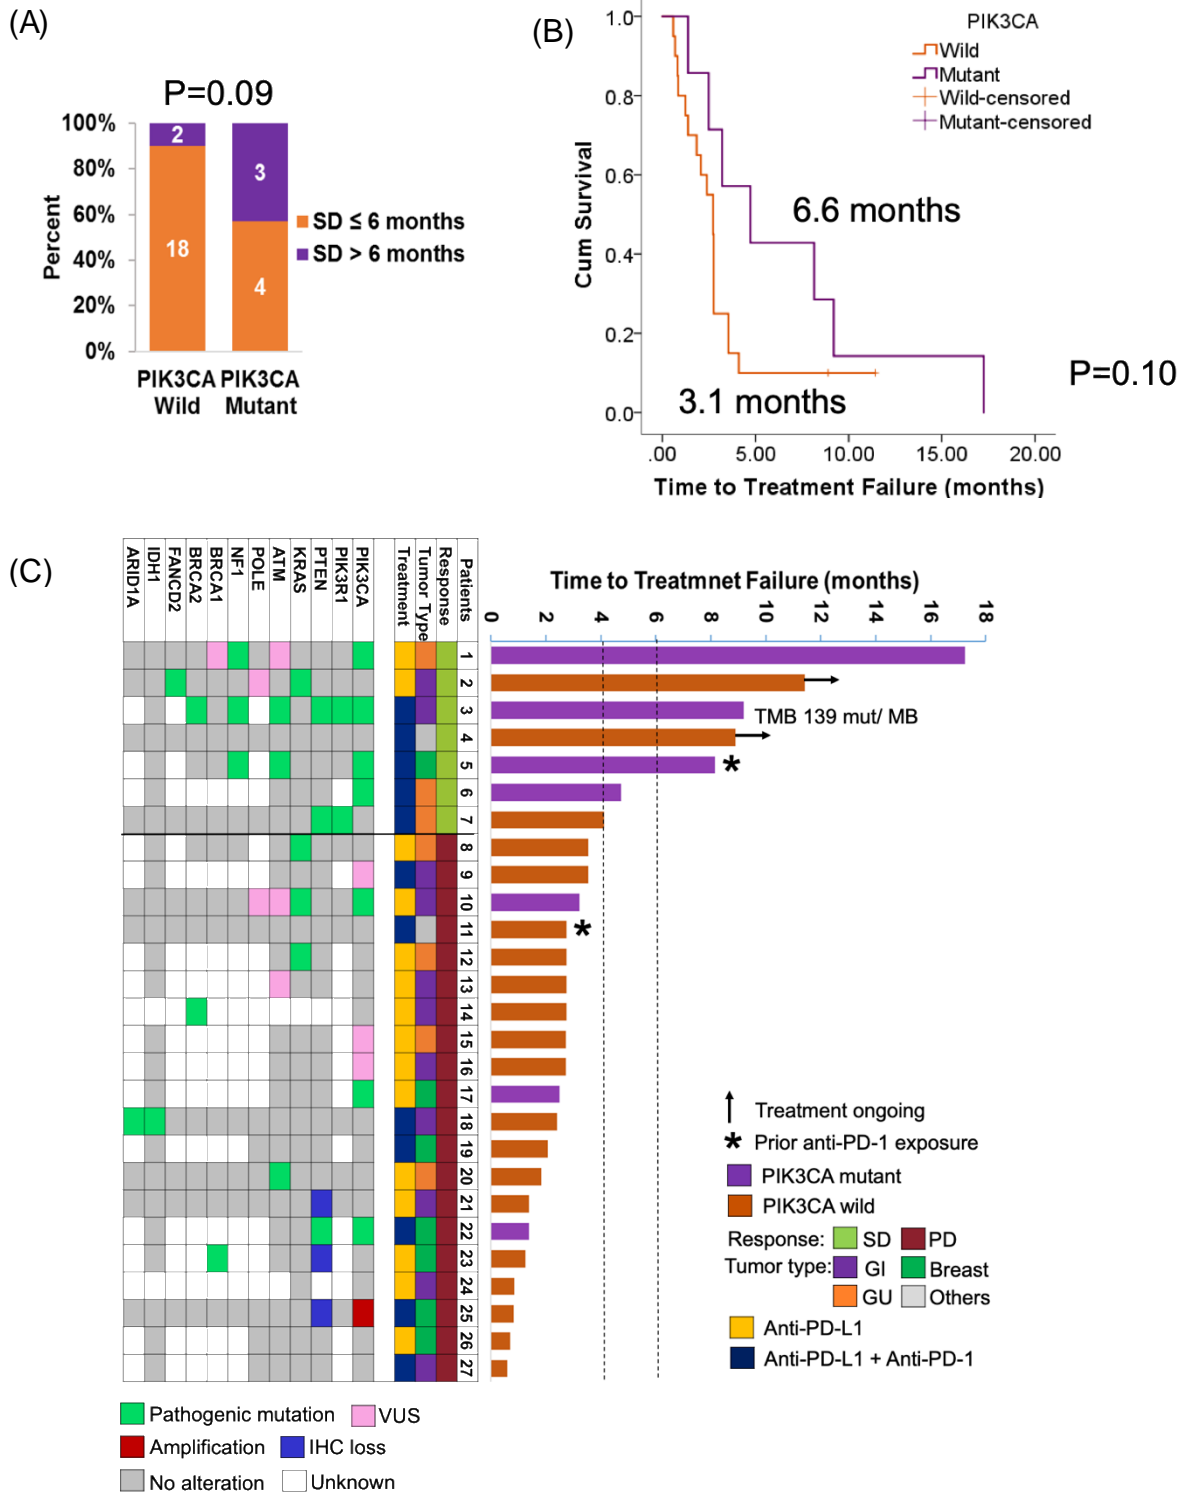 (A)
P=0.09
100%
80%
60%
40%
20%
0%
Percent
2
18
3
4
SD ≤ 6 months
SD > 6 months
PIK3CA PIK3CA
Wild Mutant
(B)
1.0
0.8
0.6
0.4
0.2
0.0
Cum Survival
PIK3CA
Wild
Mutant
Wild-censored
Mutant-censored
6.6 months
3.1 months
P=0.10
.00 5.00 10.00 15.00 20.00
Time to Treatment Failure (months)
(C)
ARID1A
IDH1
FANCD2
BRCA2
BRCA1
NF1
POLE
ATM
KRAS
PTEN
PIK3R1
PIK3CA
Treatment
Tumor Type
Response
Patients
Time to Treatmnet Failure (months)
0 2 4 6 8 10 12 14 16 18
1
2
3
TMB 139 mut/ MB
4
5
*
6
7
8
9
10
11
*
12
13
14
15
16
17
18
19
20
21
22
23
24
25
26
27
Treatment ongoing
* Prior anti-PD-1 exposure
PIK3CA mutant
PIK3CA wild
Response: SD PD
Tumor type: GI Breast
GU Others
Anti-PD-L1
Anti-PD-L1 + Anti-PD-1
Pathogenic mutation VUS
Amplification IHC loss
No alteration Unknown